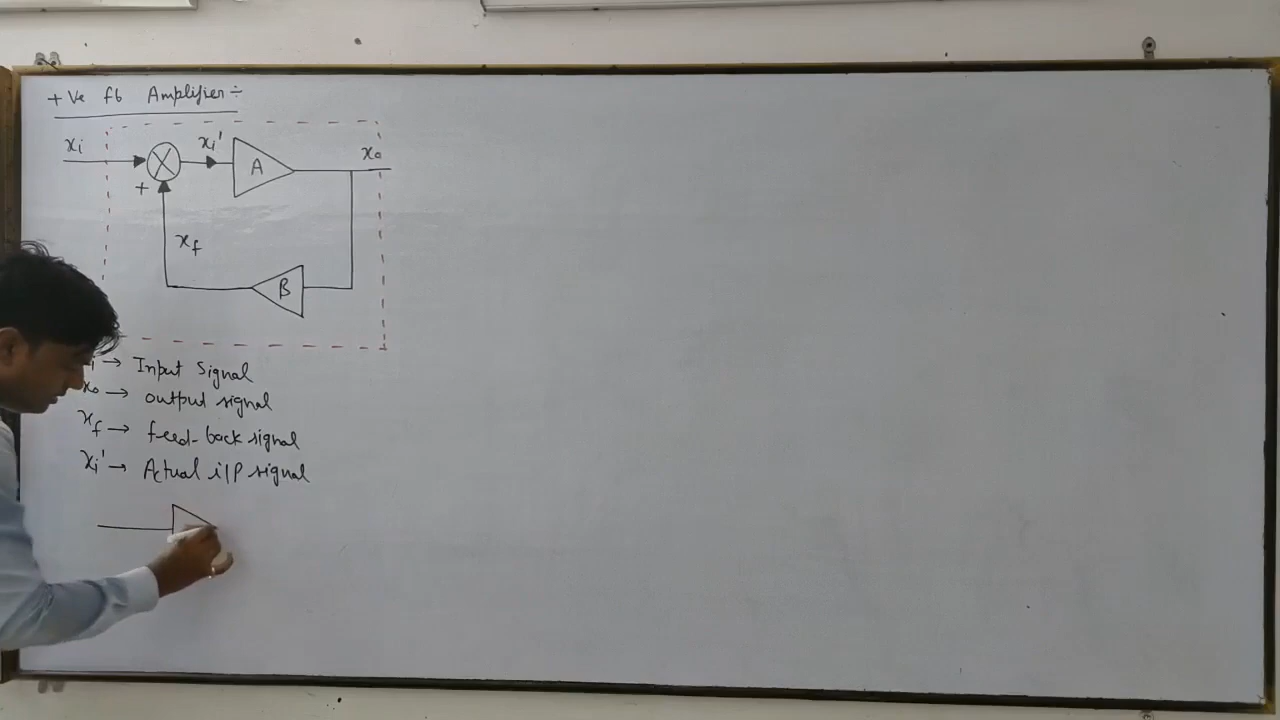 +Ve fb Amplifier÷
xi
xi'
A
xo
+
xf
β
i → Input Signal
xo → output signal
xf → feed-back signal
xi' → Actual i/P signal